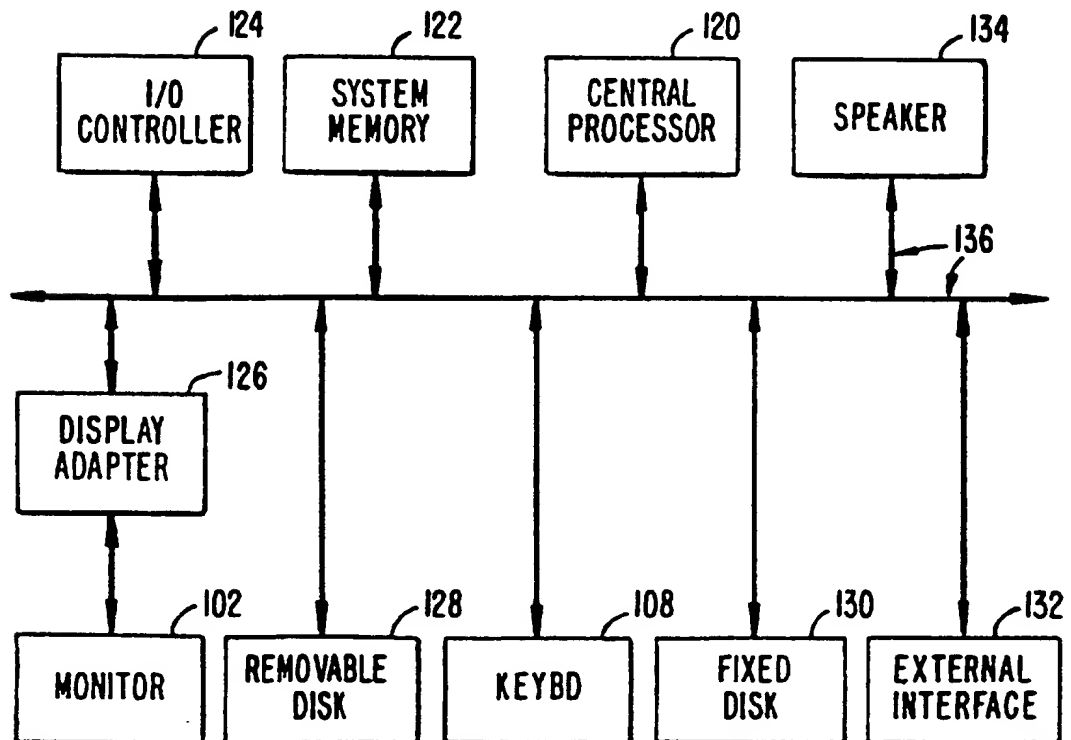 124
122
120
134
I/O
CONTROLLER
SYSTEM
MEMORY
CENTRAL
PROCESSOR
SPEAKER
136
126
DISPLAY
ADAPTER
102
128
108
130
132
MONITOR
REMOVABLE
DISK
KEYBD
FIXED
DISK
EXTERNAL
INTERFACE